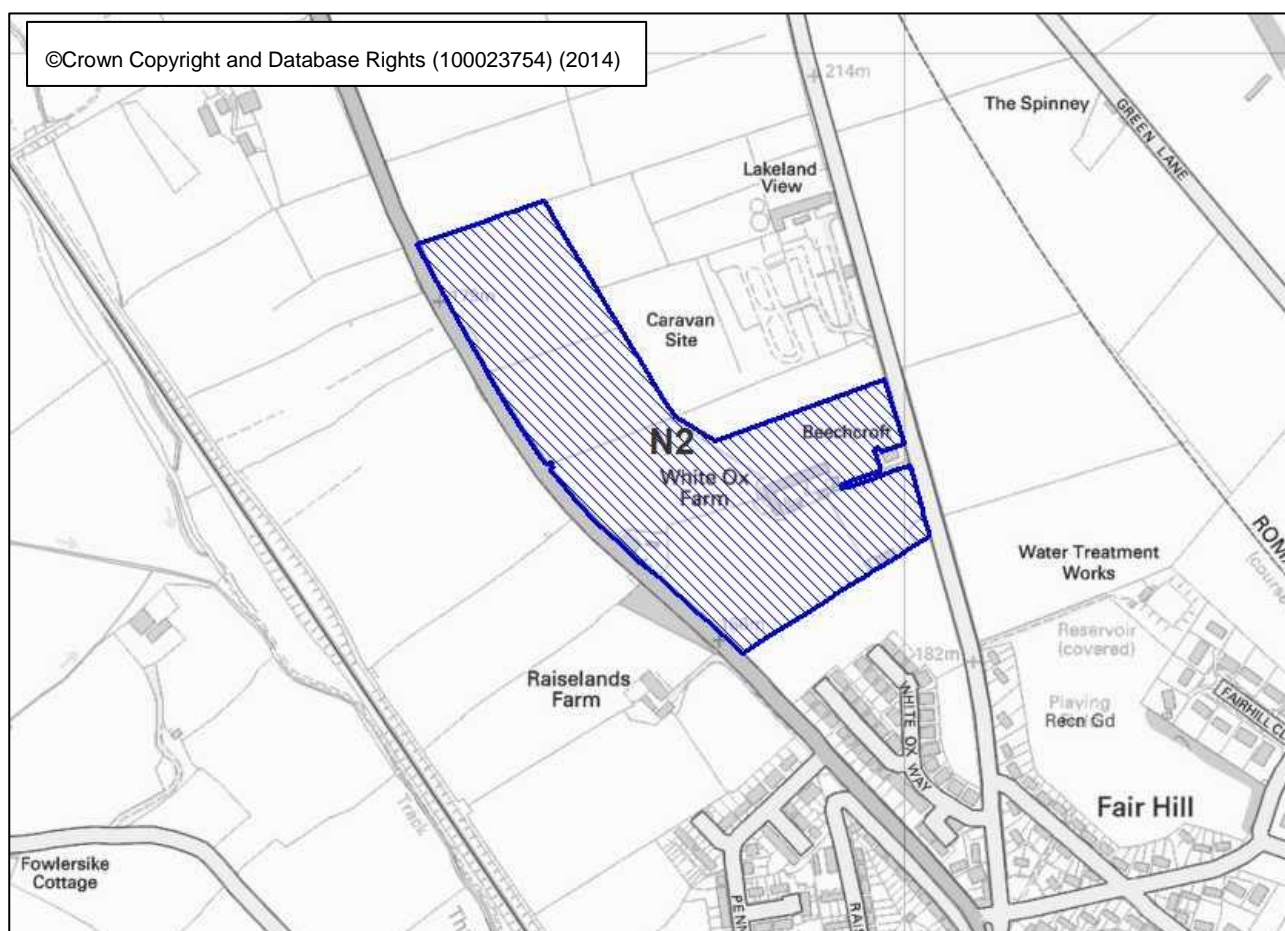 ©Crown Copyright and Database Rights (100023754) (2014)
214m
The Spinney
GREEN LANE
Lakeland
View
Caravan
Site
N2
Beechcroft
White Ox
Farm
Water Treatment
Works
Reservoir
(covered)
182m
Raiselands
Farm
WHITE OX WAY
Playing
Recn Gd
Fair Hill
Track
Fowlersike
Cottage